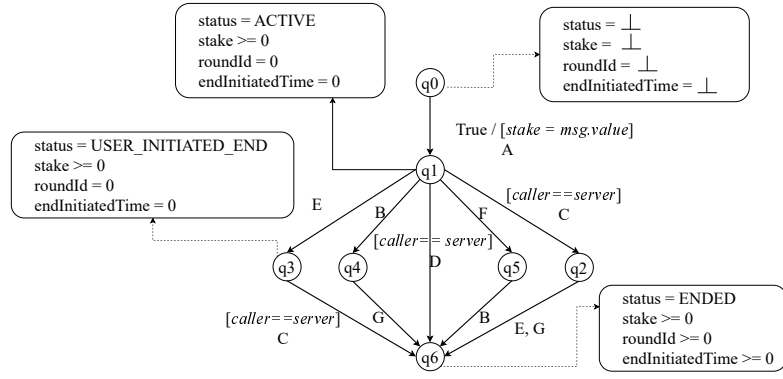 status = ACTIVE
stake >= 0
roundId = 0
endInitiatedTime = 0
status = ⊥
stake = ⊥
roundId = ⊥
endInitiatedTime = ⊥
q0
True / [stake = msg.value]
A
status = USER_INITIATED_END
stake >= 0
roundId = 0
endInitiatedTime = 0
q1
[caller==server]
E
B
F
C
[caller== server]
D
q3
q4
q5
q2
status = ENDED
stake >= 0
roundId >= 0
endInitiatedTime >= 0
[caller==server]
C
G
B
E, G
q6